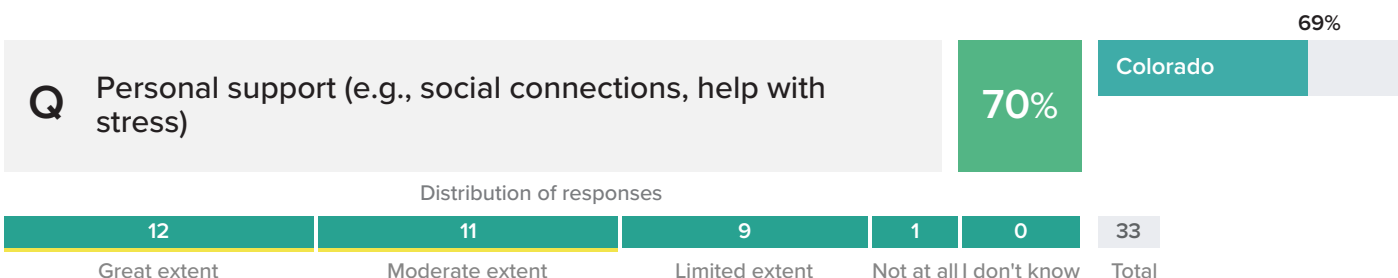 69%
Q
Personal support (e.g., social connections, help with
stress)
70%
Colorado
Distribution of responses
12 11 9 1 0 33
Great extent Moderate extent Limited extent Not at all I don't know Total